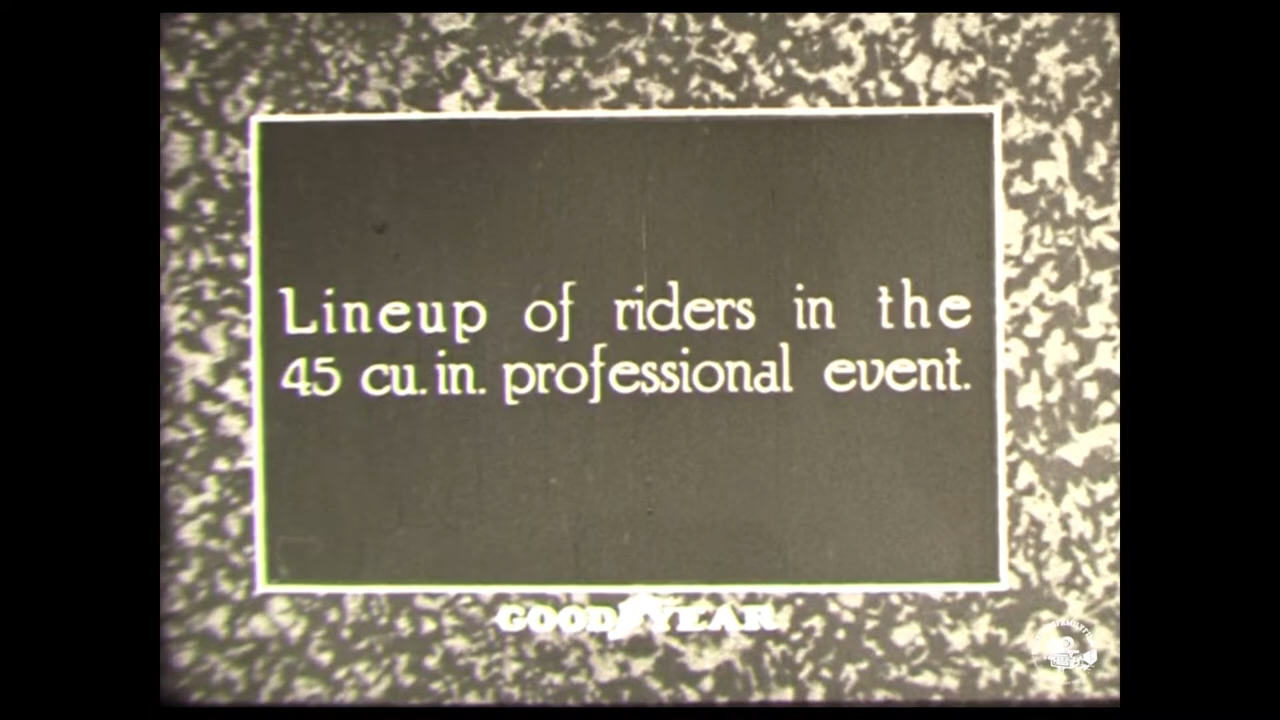 Lineup of riders in the
45 cu. in. professional event.
GOODYEAR